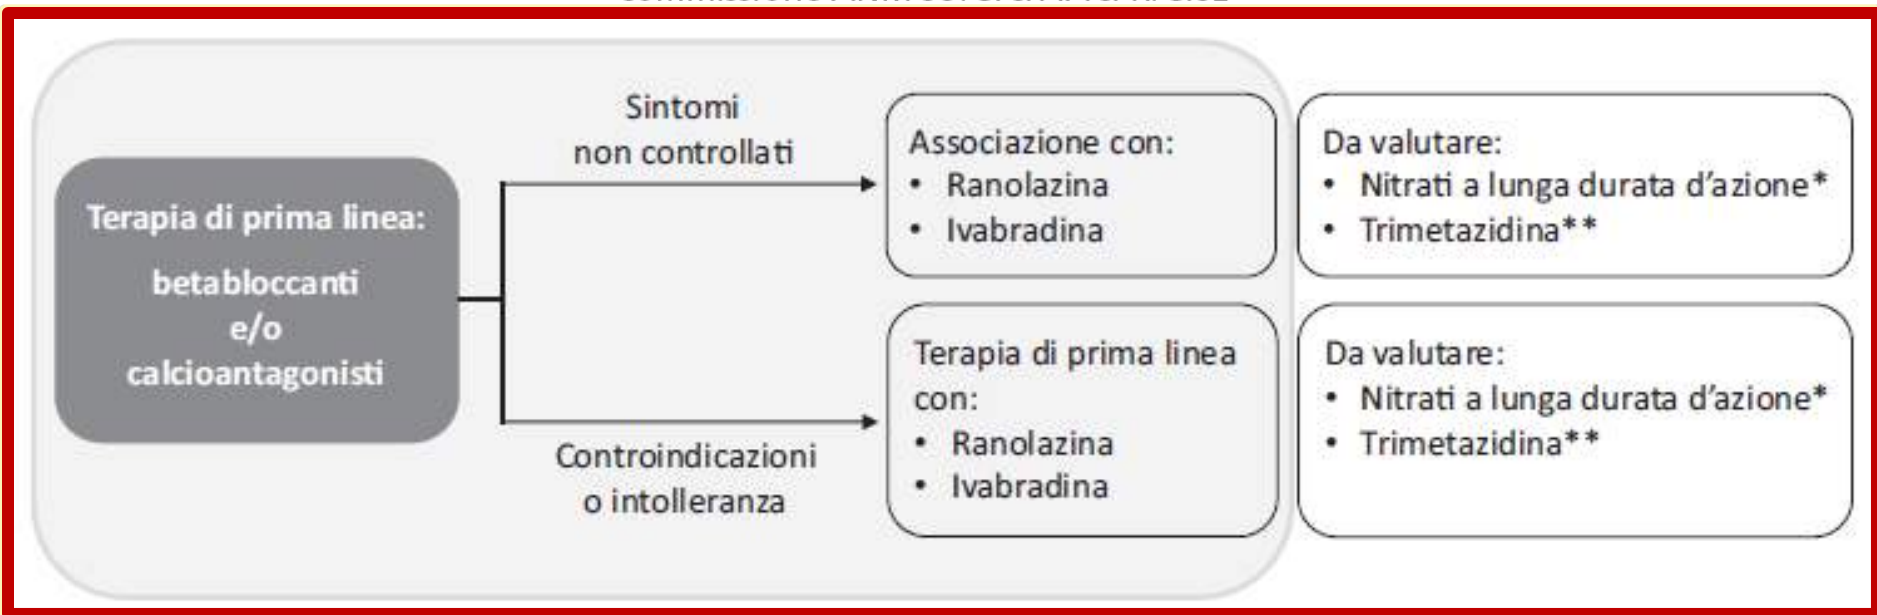 Terapia di prima linea:
betabloccanti
e/o
calcioantagonisti
Sintomi
non controllati
Associazione con:
• Ranolazina
• Ivabradina
Da valutare:
• Nitrati a lunga durata d'azione*
• Trimetazidina**
Controindicazioni
o intolleranza
Terapia di prima linea
con:
• Ranolazina
• Ivabradina
Da valutare:
• Nitrati a lunga durata d'azione*
• Trimetazidina**